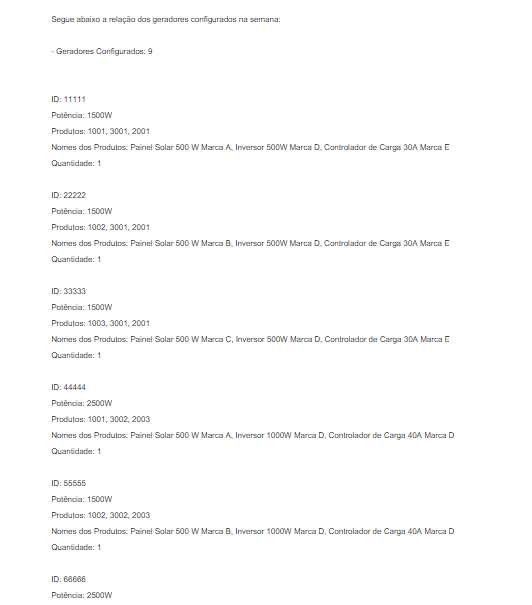 Segue abaixo a relação dos geradores configurados na semana:
- Geradores Configurados: 9
ID: 11111
Potência: 1500W
Produtos: 1001, 3001, 2001
Nomes dos Produtos: Painel Solar 500 W Marca A, Inversor 500W Marca D, Controlador de Carga 30A Marca E
Quantidade: 1
ID: 22222
Potência: 1500W
Produtos: 1002, 3001, 2001
Nomes dos Produtos: Painel Solar 500 W Marca B, Inversor 500W Marca D, Controlador de Carga 30A Marca E
Quantidade: 1
ID: 33333
Potência: 1500W
Produtos: 1003, 3001, 2001
Nomes dos Produtos: Painel Solar 500 W Marca C, Inversor 500W Marca D, Controlador de Carga 30A Marca E
Quantidade: 1
ID: 44444
Potência: 2500W
Produtos: 1001, 3002, 2003
Nomes dos Produtos: Painel Solar 500 W Marca A, Inversor 1000W Marca D, Controlador de Carga 40A Marca D
Quantidade: 1
ID: 55555
Potência: 1500W
Produtos: 1002, 3002, 2003
Nomes dos Produtos: Painel Solar 500 W Marca B, Inversor 1000W Marca D, Controlador de Carga 40A Marca D
Quantidade: 1
ID: 66666
Potência: 2500W